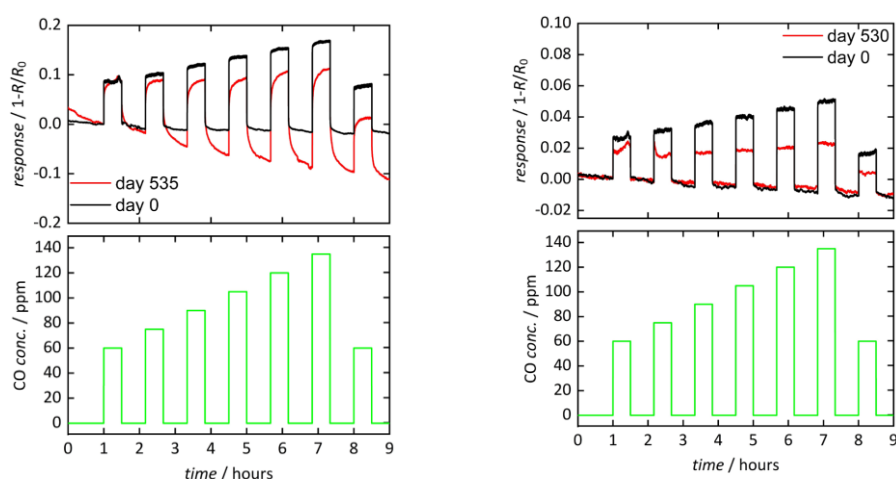 0.2
0.1
0.0
-0.1
-0.2
response / 1-R/R0
day 535
day 0
140
120
100
80
60
40
20
0
CO conc. / ppm
0 1 2 3 4 5 6 7 8 9
time / hours
0.10
0.08
0.06
0.04
0.02
0.00
-0.02
response / 1-R/R0
day 530
day 0
140
120
100
80
60
40
20
0
CO conc. / ppm
0 1 2 3 4 5 6 7 8 9
time / hours